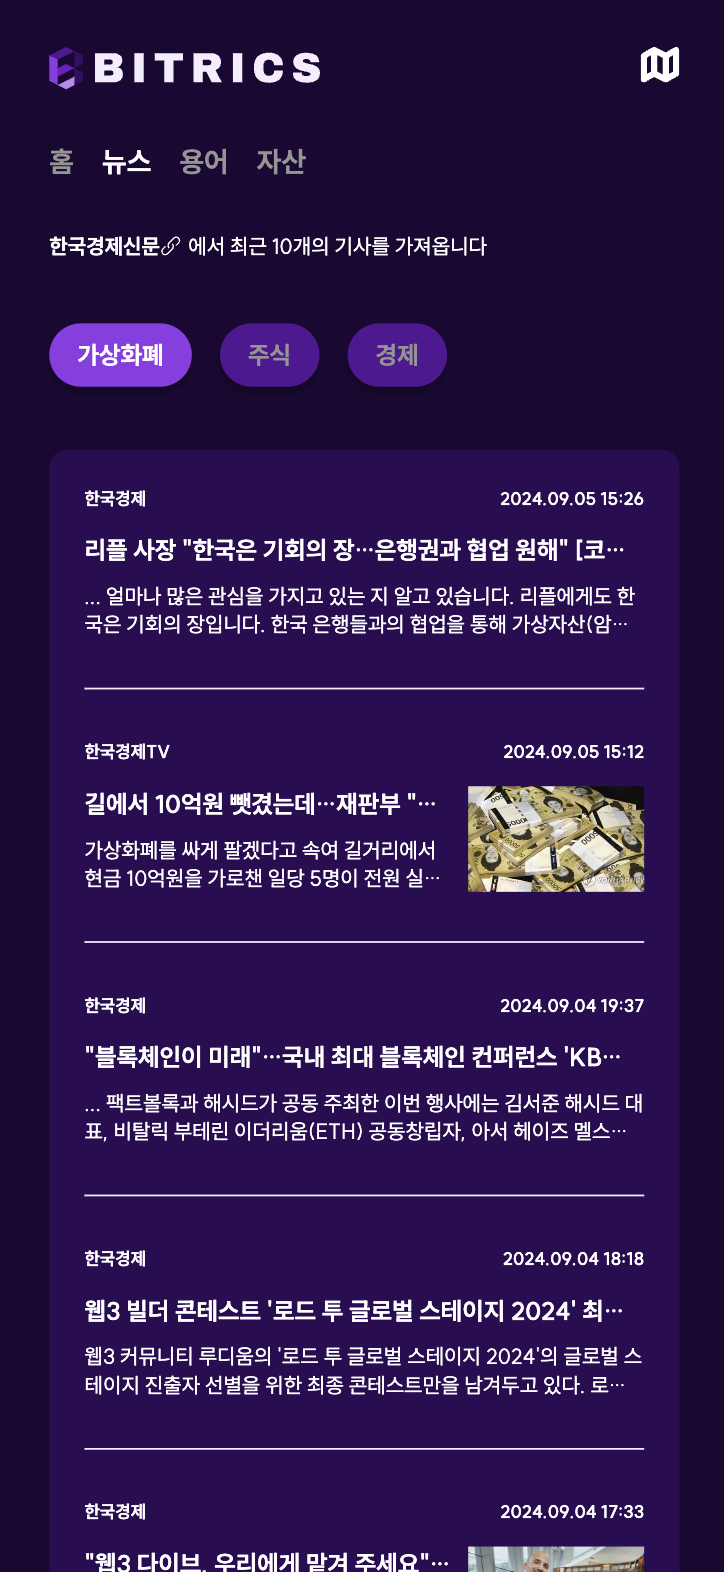 BITRICS
홈 뉴스 용어 자산
한국경제신문 에서 최근 10개의 기사를 가져옵니다
가상화폐 주식 경제
한국경제 2024.09.05 15:26
리플 사장 "한국은 기회의 장…은행권과 협업 원해" [코…
... 얼마나 많은 관심을 가지고 있는 지 알고 있습니다. 리플에게도 한
국은 기회의 장입니다. 한국 은행들과의 협업을 통해 가상자산(암…
한국경제TV 2024.09.05 15:12
길에서 10억원 뺏겼는데…재판부 "…
가상화폐를 싸게 팔겠다고 속여 길거리에서
현금 10억원을 가로챈 일당 5명이 전원 실…
한국경제 2024.09.04 19:37
"블록체인이 미래"…국내 최대 블록체인 컨퍼런스 'KB…
... 팩트볼록과 해시드가 공동 주최한 이번 행사에는 김서준 해시드 대
표, 비탈릭 부테린 이더리움(ETH) 공동창립자, 아서 헤이즈 멜스…
한국경제 2024.09.04 18:18
웹3 빌더 콘테스트 '로드 투 글로벌 스테이지 2024' 최…
웹3 커뮤니티 루디움의 '로드 투 글로벌 스테이지 2024'의 글로벌 스
테이지 진출자 선별을 위한 최종 콘테스트만을 남겨두고 있다. 로…
한국경제 2024.09.04 17:33
"웹3 다이브, 우리에게 맡겨 주세요"…